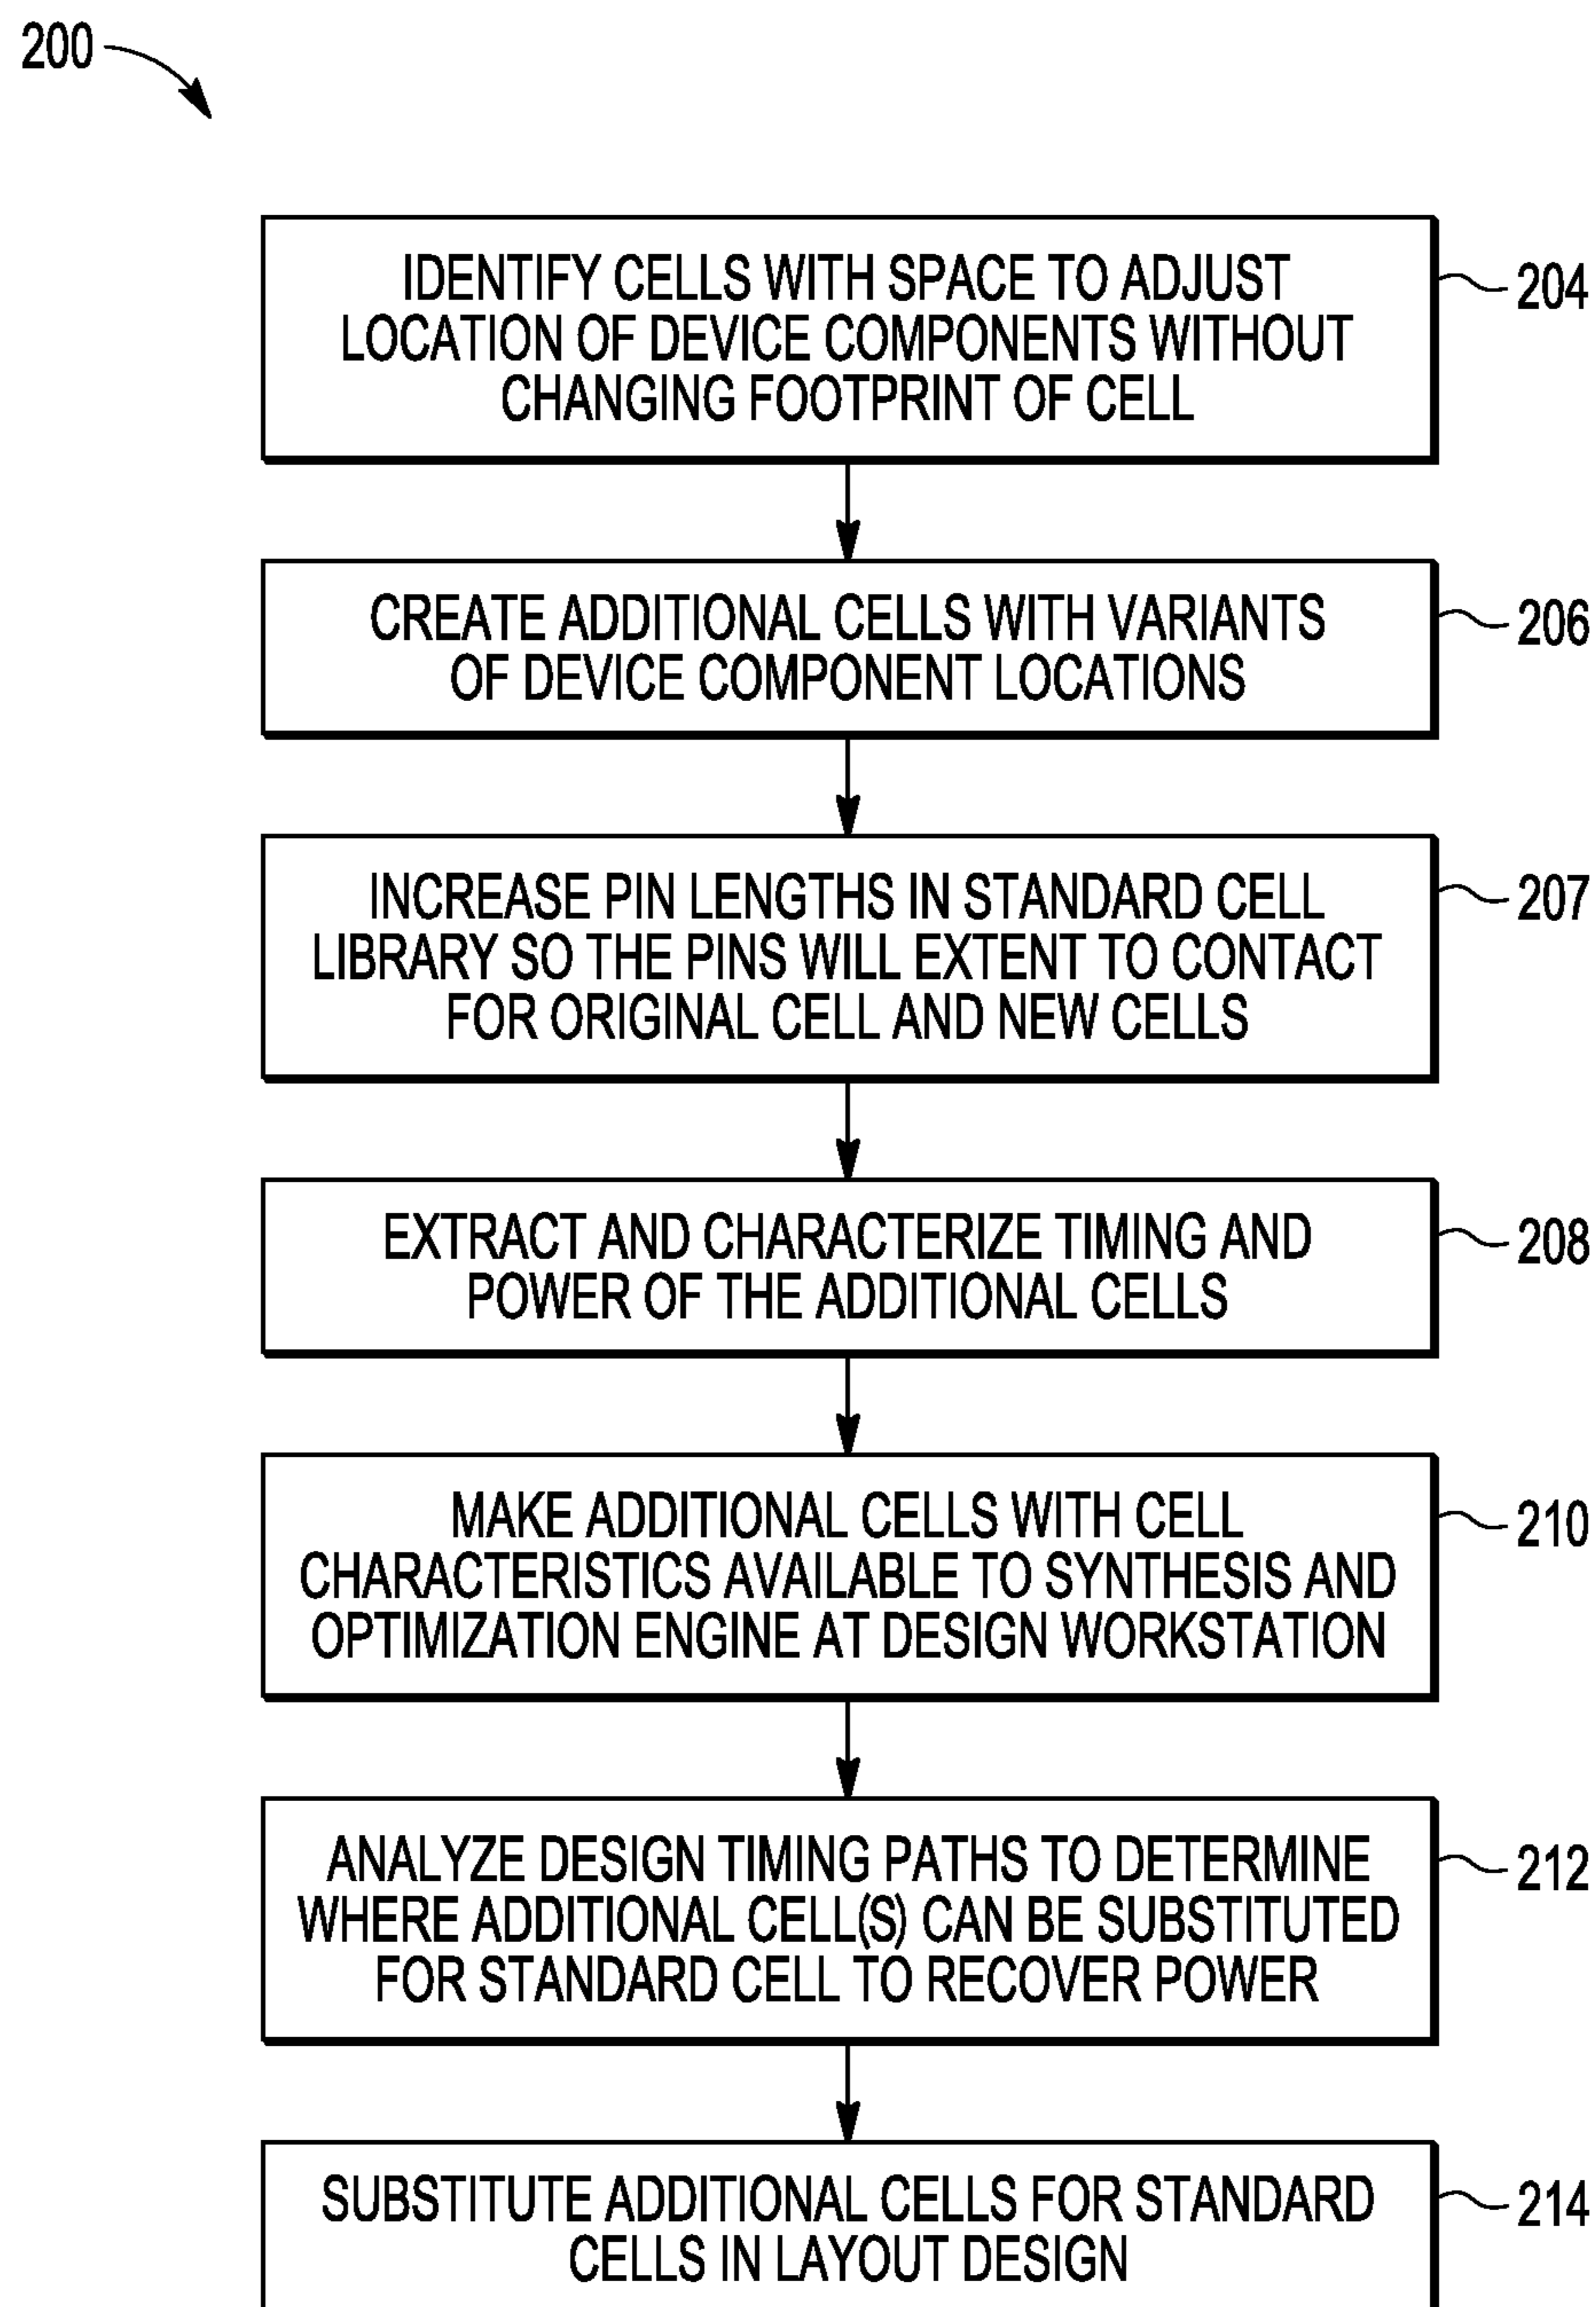 200
IDENTIFY CELLS WITH SPACE TO ADJUST
LOCATION OF DEVICE COMPONENTS WITHOUT
CHANGING FOOTPRINT OF CELL
204
CREATE ADDITIONAL CELLS WITH VARIANTS
OF DEVICE COMPONENT LOCATIONS
206
INCREASE PIN LENGTHS IN STANDARD CELL
LIBRARY SO THE PINS WILL EXTENT TO CONTACT
FOR ORIGINAL CELL AND NEW CELLS
207
EXTRACT AND CHARACTERIZE TIMING AND
POWER OF THE ADDITIONAL CELLS
208
MAKE ADDITIONAL CELLS WITH CELL
CHARACTERISTICS AVAILABLE TO SYNTHESIS AND
OPTIMIZATION ENGINE AT DESIGN WORKSTATION
210
ANALYZE DESIGN TIMING PATHS TO DETERMINE
WHERE ADDITIONAL CELL(S) CAN BE SUBSTITUTED
FOR STANDARD CELL TO RECOVER POWER
212
SUBSTITUTE ADDITIONAL CELLS FOR STANDARD
CELLS IN LAYOUT DESIGN
214